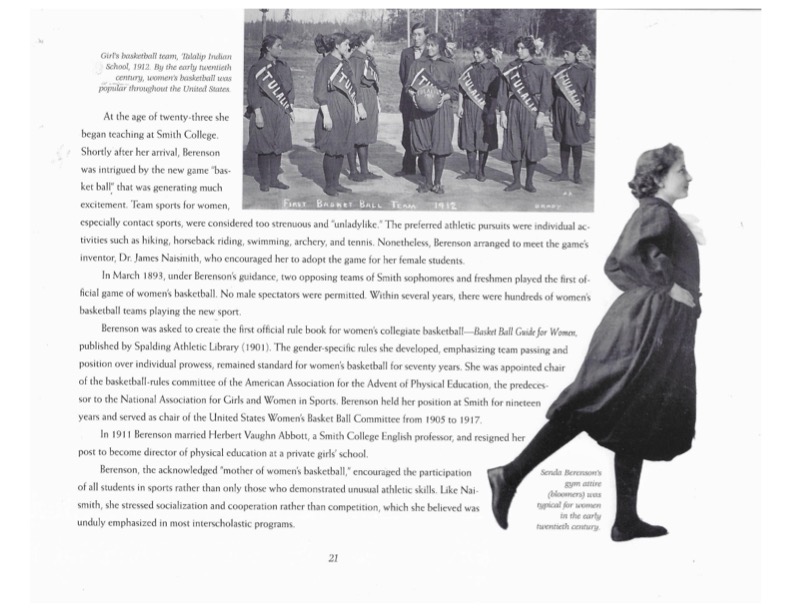 Girl's basketball team, Tulalip Indian
School, 1912. By the early twentieth
century, women's basketball was
popular throughout the United States.
TULALIP
TULALIP
TULALIP
TULALIP
FIRST BASKET BALL TEAM 1912
At the age of twenty-three she
began teaching at Smith College.
Shortly after her arrival, Berenson
was intrigued by the new game "bas-
ket ball" that was generating much
excitement. Team sports for women,
especially contact sports, were considered too strenuous and "unladylike." The preferred athletic pursuits were individual ac-
tivities such as hiking, horseback riding, swimming, archery, and tennis. Nonetheless, Berenson arranged to meet the game's
inventor, Dr. James Naismith, who encouraged her to adopt the game for her female students.
In March 1893, under Berenson's guidance, two opposing teams of Smith sophomores and freshmen played the first of-
ficial game of women's basketball. No male spectators were permitted. Within several years, there were hundreds of women's
basketball teams playing the new sport.
Berenson was asked to create the first official rule book for women's collegiate basketball—Basket Ball Guide for Women,
published by Spalding Athletic Library (1901). The gender-specific rules she developed, emphasizing team passing and
position over individual prowess, remained standard for women's basketball for seventy years. She was appointed chair
of the basketball-rules committee of the American Association for the Advent of Physical Education, the predeces-
sor to the National Association for Girls and Women in Sports. Berenson held her position at Smith for nineteen
years and served as chair of the United States Women's Basket Ball Committee from 1905 to 1917.
In 1911 Berenson married Herbert Vaughn Abbott, a Smith College English professor, and resigned her
post to become director of physical education at a private girls' school.
Berenson, the acknowledged "mother of women's basketball," encouraged the participation
of all students in sports rather than only those who demonstrated unusual athletic skills. Like Nai-
smith, she stressed socialization and cooperation rather than competition, which she believed was
unduly emphasized in most interscholastic programs.
Senda Berenson's
gym attire
(bloomers) was
typical for women
in the early
twentieth century.
21